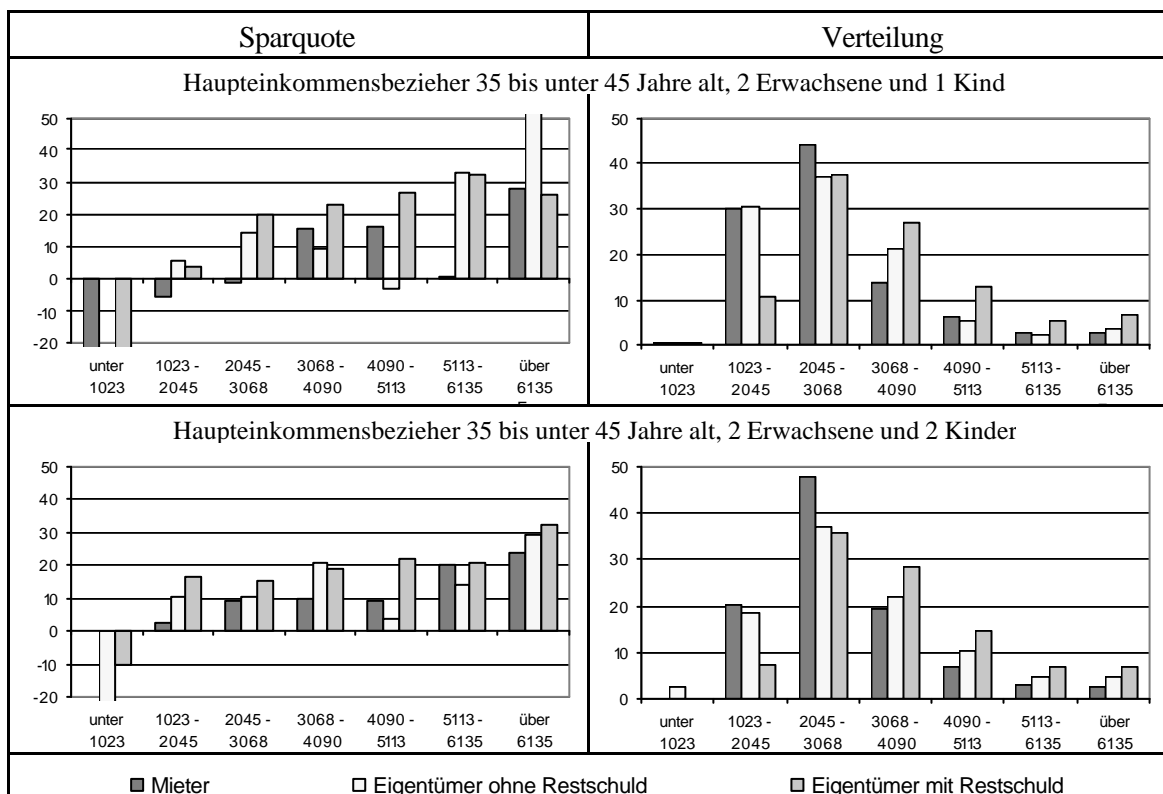 Sparquote Verteilung
Haupteinkommensbezieher 35 bis unter 45 Jahre alt, 2 Erwachsene und 1 Kind
50
40
30
20
10
0
-10
-20
unter 1023- 2045 - 3068 - 4090 - 5113 - über
1023 2045 3068 4090 5113 6135 6135
50
40
30
20
10
0
unter 1023 - 2045 - 3068 - 4090 - 5113- über
1023 2045 3068 4090 5113 6135 6135
Haupteinkommensbezieher 35 bis unter 45 Jahre alt, 2 Erwachsene und 2 Kinder
50
40
30
20
10
0
-10
-20
unter 1023 - 2045 - 3068 - 4090 - 5113 - über
1023 2045 3068 4090 5113 6135 6135
50
40
30
20
10
0
unter 1023 - 2045 - 3068 - 4090 - 5113- über
1023 2045 3068 4090 5113 6135 6135
Mieter Eigentümer ohne Restschuld Eigentümer mit Restschuld